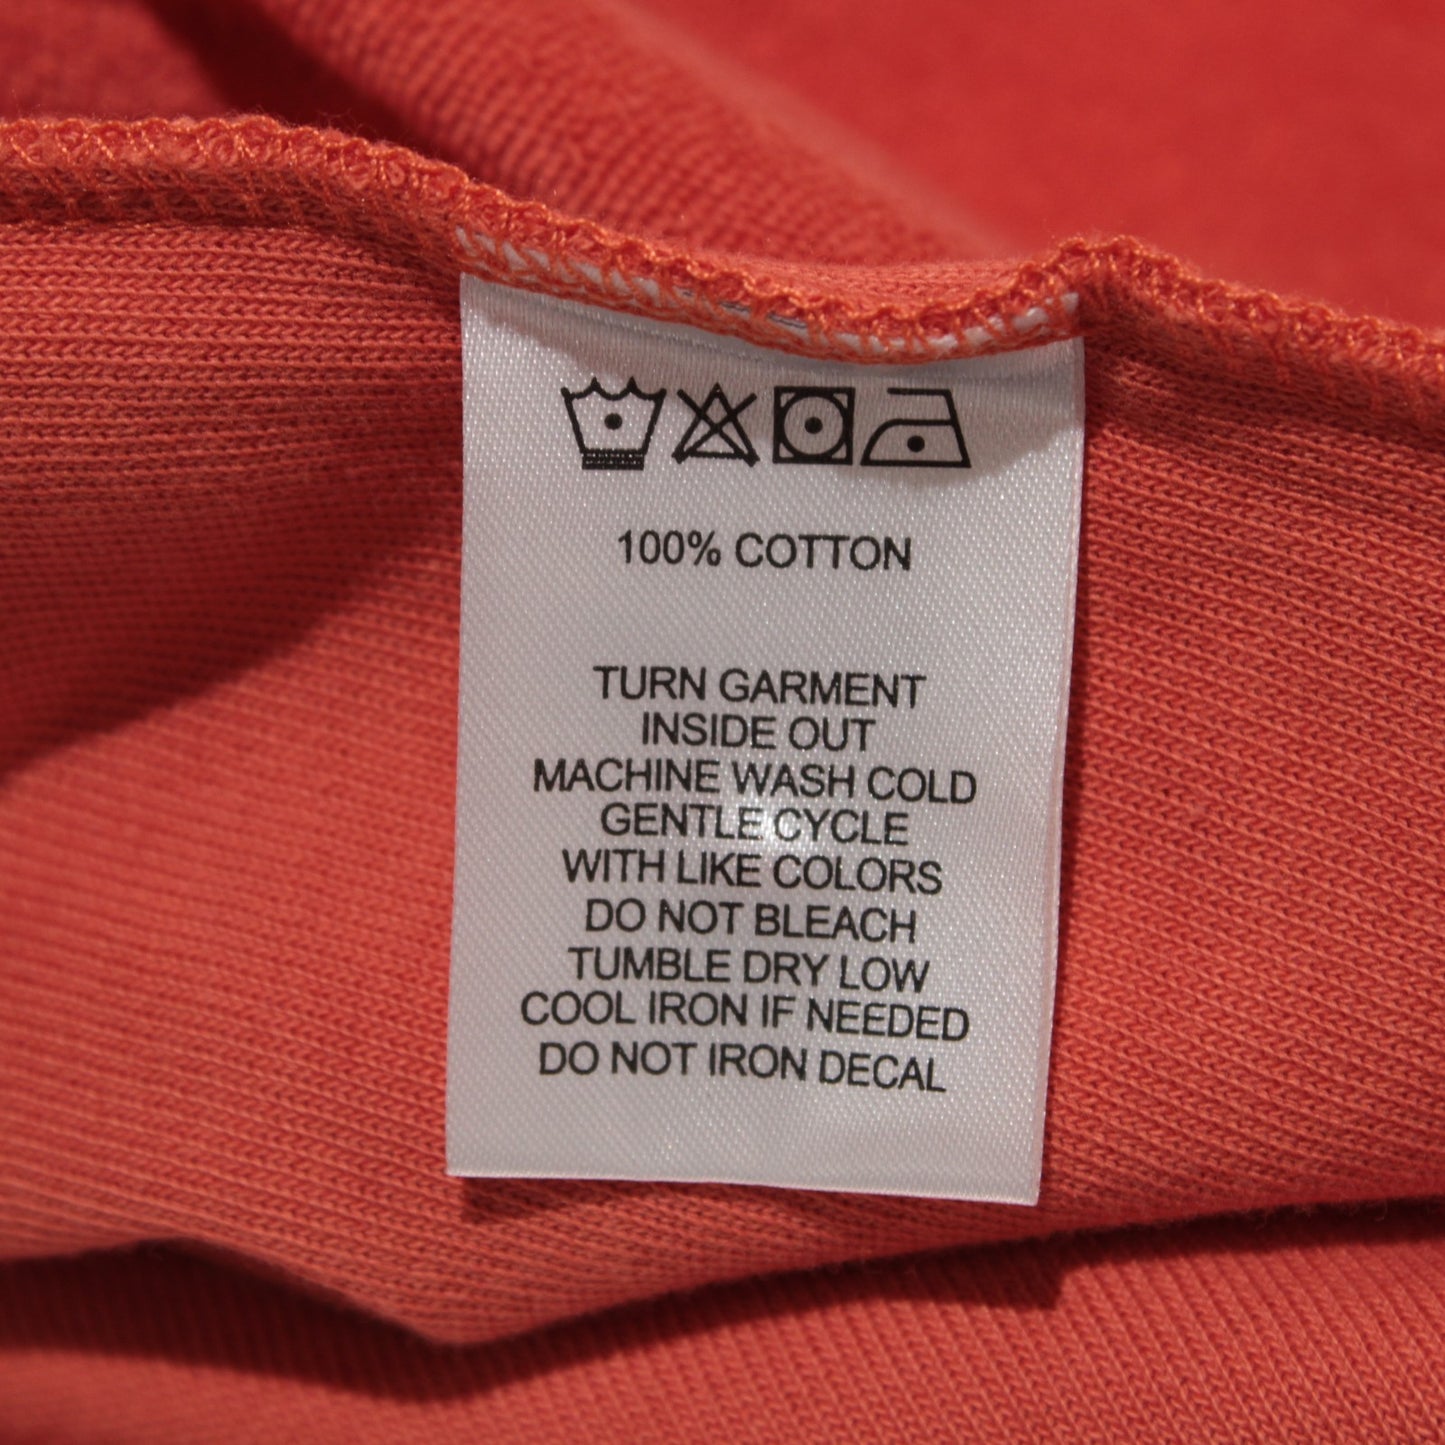 100% COTTON
TURN GARMENT
INSIDE OUT
MACHINE WASH COLD
GENTLE CYCLE
WITH LIKE COLORS
DO NOT BLEACH
TUMBLE DRY LOW
COOL IRON IF NEEDED
DO NOT IRON DECAL